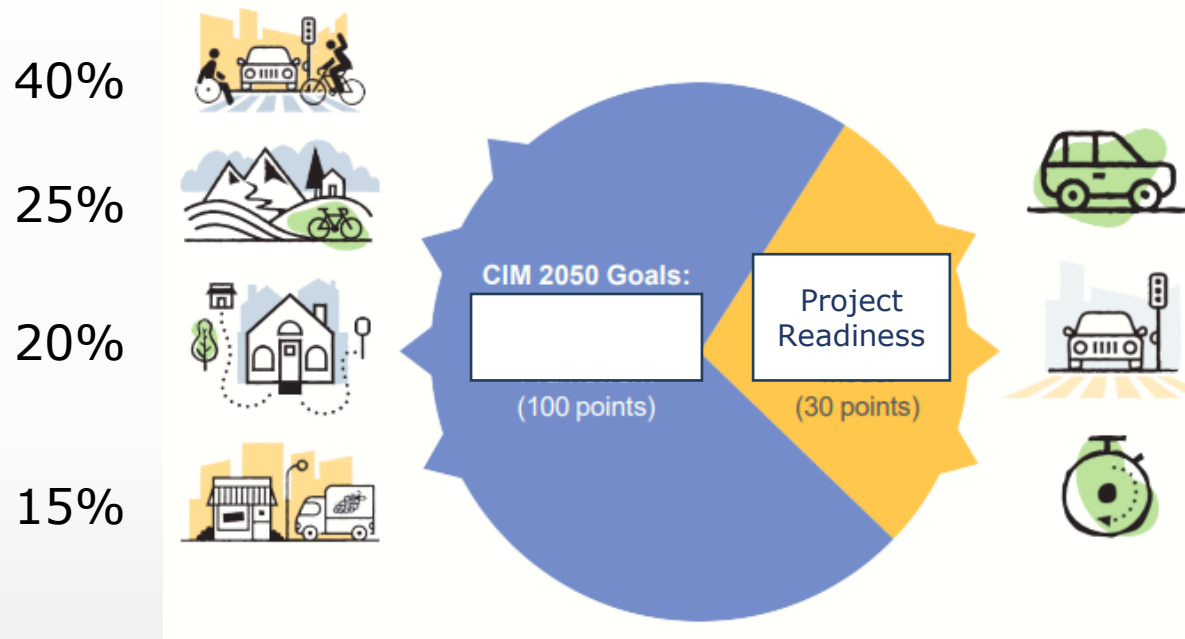 40%
25%
20%
15%
CIM 2050 Goals:
(100 points)
Project
Readiness
(30 points)